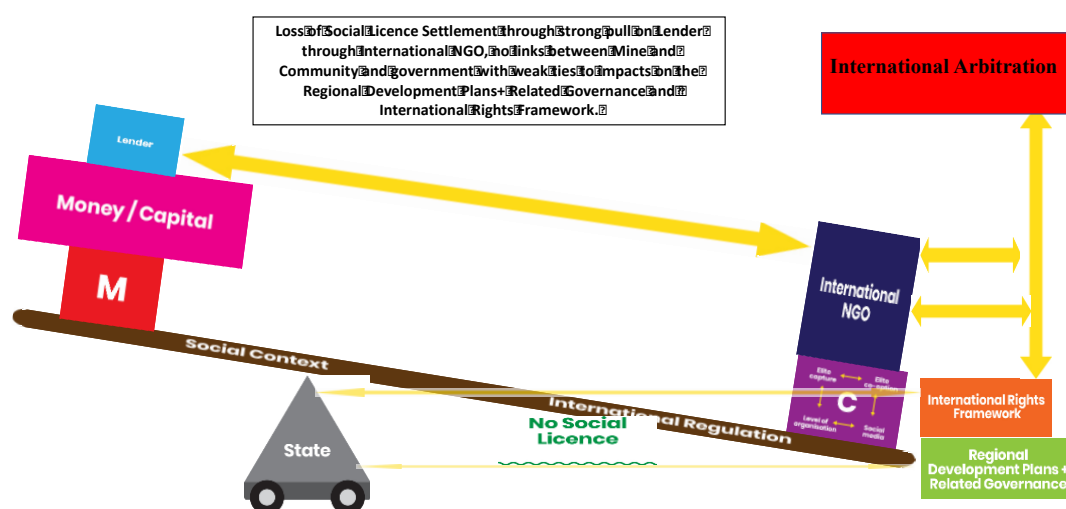 Loss of Social Licence Settlement through strong pull on Lender
through International NGO, no links between Mine and
Community and government with weak ties to impacts on the
Regional Development Plans+ Related Governance and
International Rights Framework.
International Arbitration
Lender
Money / Capital
M
International
NGO
Social Context
Elite
capture
Elite
co-option
C
Level of
organisation
Social
media
International Rights
Framework
International Regulation
No Social
Licence
State
Regional
Development Plans +
Related Governance